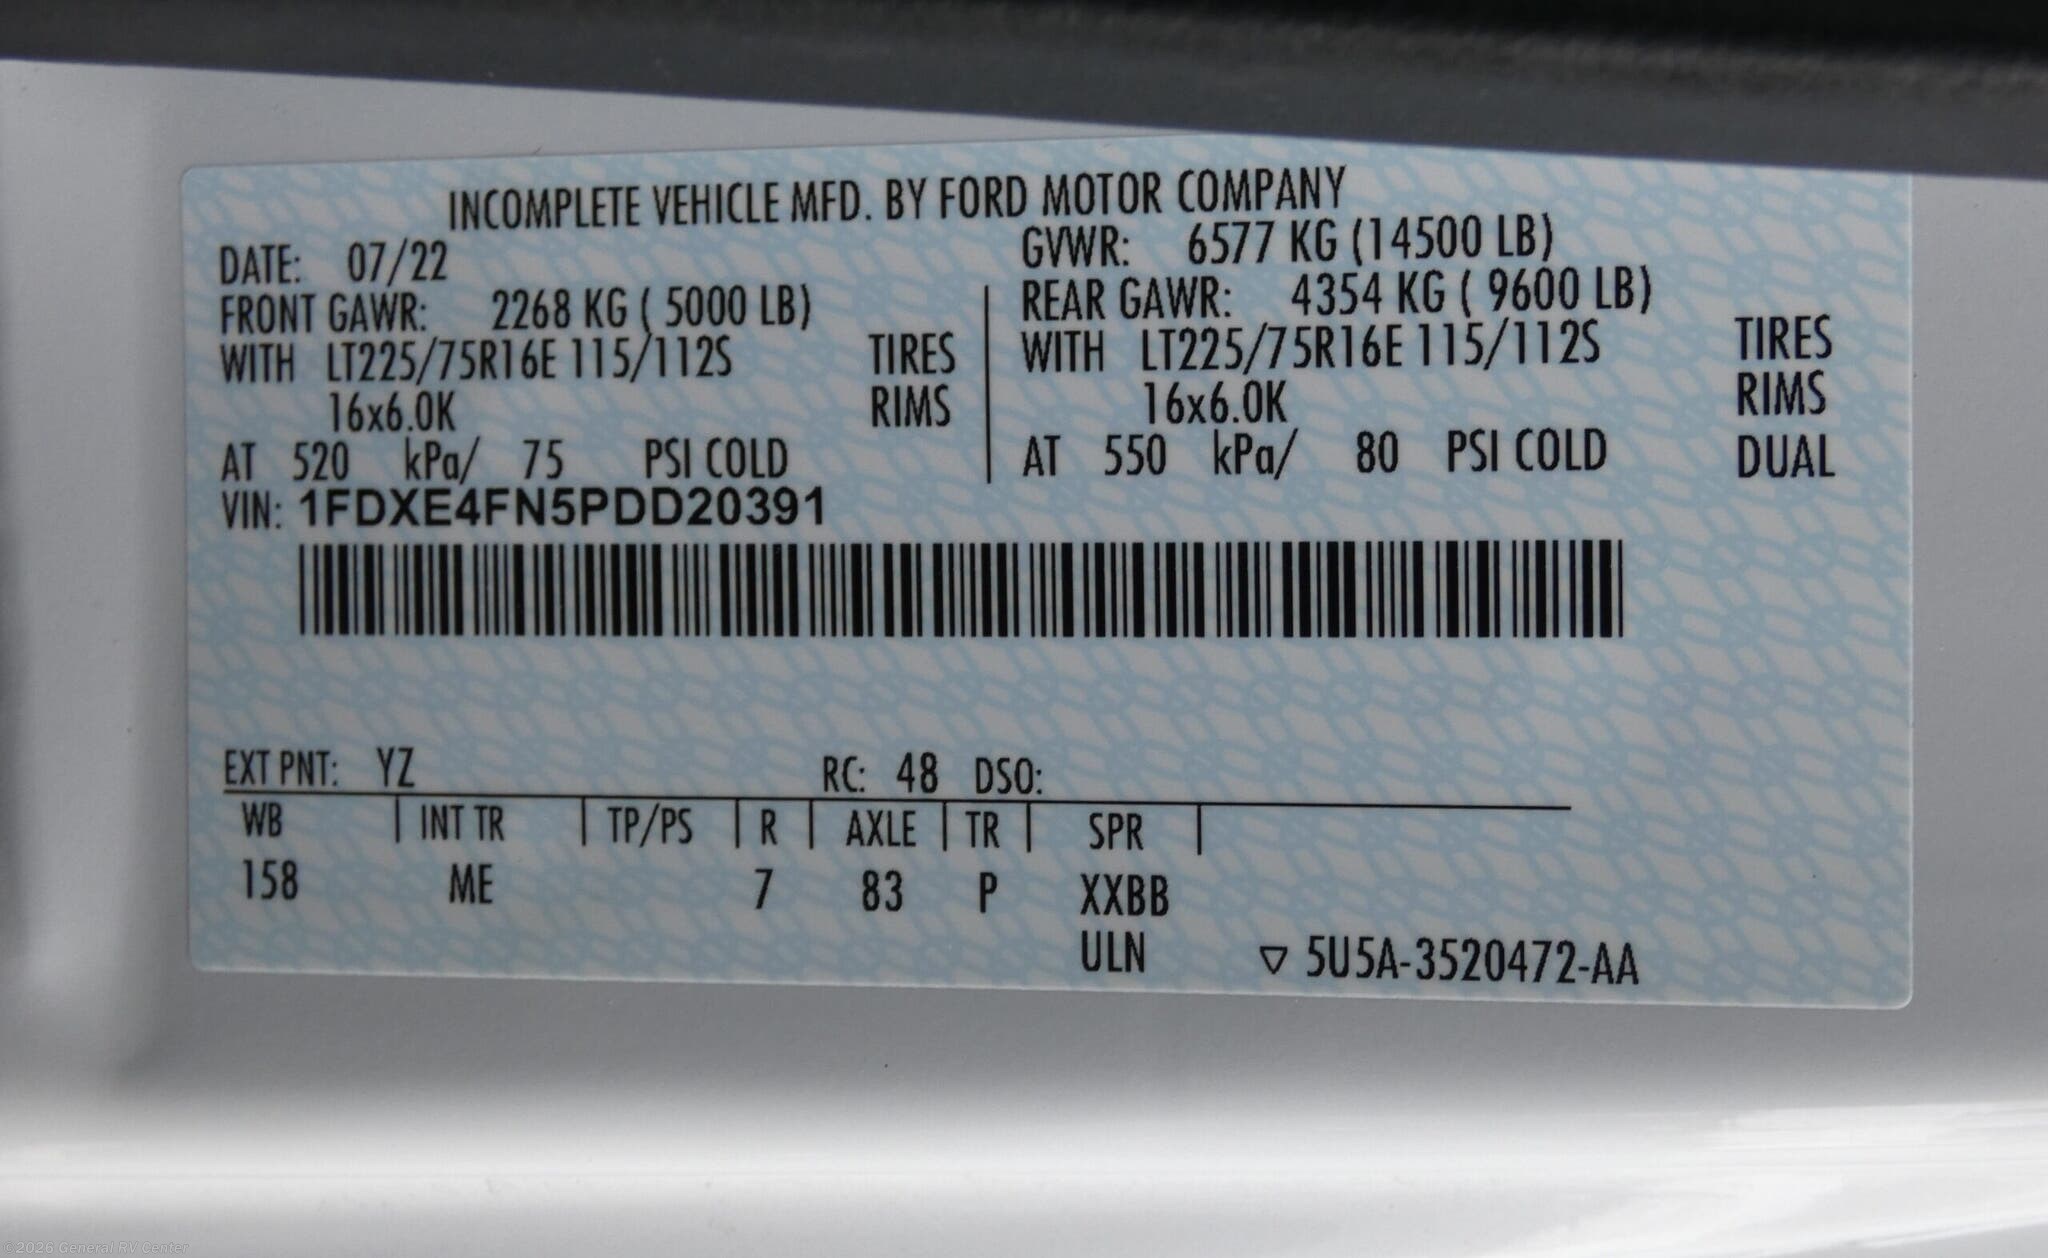 INCOMPLETE VEHICLE MFD. BY FORD MOTOR COMPANY
DATE: 07/22 GVWR: 6577 KG (14500 LB)
FRONT GAWR: 2268 KG ( 5000 LB) REAR GAWR: 4354 KG ( 9600 LB)
WITH LT225/75R16E 115/112S TIRES WITH LT225/75R16E 115/112S TIRES
16x6.0K RIMS 16x6.0K RIMS
AT 520 kPa/ 75 PSI COLD AT 550 kPa/ 80 PSI COLD DUAL
VIN: 1FDXE4FN5PDD20391
EXT PNT: YZ RC: 48 DSO:
WB INT TR TP/PS R AXLE TR SPR
158 ME 7 83 P XXBB
ULN ▽ 5U5A-3520472-AA
©2026 General RV Center